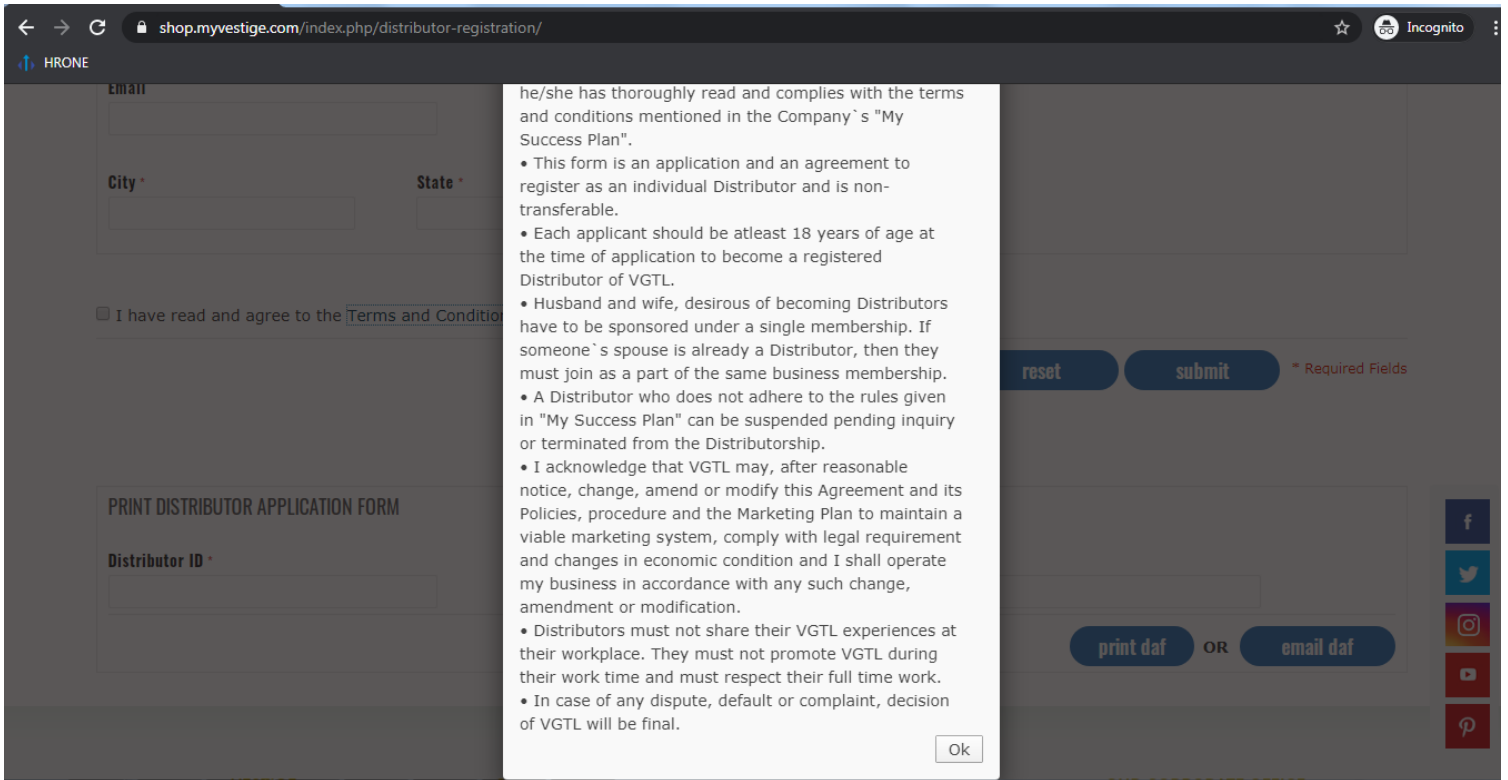 shop.myvestige.com/index.php/distributor-registration/
Incognito
HRONE
Email
City *
State *
I have read and agree to the Terms and Conditio
reset
submit
* Required Fields
PRINT DISTRIBUTOR APPLICATION FORM
Distributor ID *
print daf
OR
email daf
he/she has thoroughly read and complies with the terms
and conditions mentioned in the Company`s "My
Success Plan".
• This form is an application and an agreement to
register as an individual Distributor and is non-
transferable.
• Each applicant should be atleast 18 years of age at
the time of application to become a registered
Distributor of VGTL.
• Husband and wife, desirous of becoming Distributors
have to be sponsored under a single membership. If
someone`s spouse is already a Distributor, then they
must join as a part of the same business membership.
• A Distributor who does not adhere to the rules given
in "My Success Plan" can be suspended pending inquiry
or terminated from the Distributorship.
• I acknowledge that VGTL may, after reasonable
notice, change, amend or modify this Agreement and its
Policies, procedure and the Marketing Plan to maintain a
viable marketing system, comply with legal requirement
and changes in economic condition and I shall operate
my business in accordance with any such change,
amendment or modification.
• Distributors must not share their VGTL experiences at
their workplace. They must not promote VGTL during
their work time and must respect their full time work.
• In case of any dispute, default or complaint, decision
of VGTL will be final.
Ok